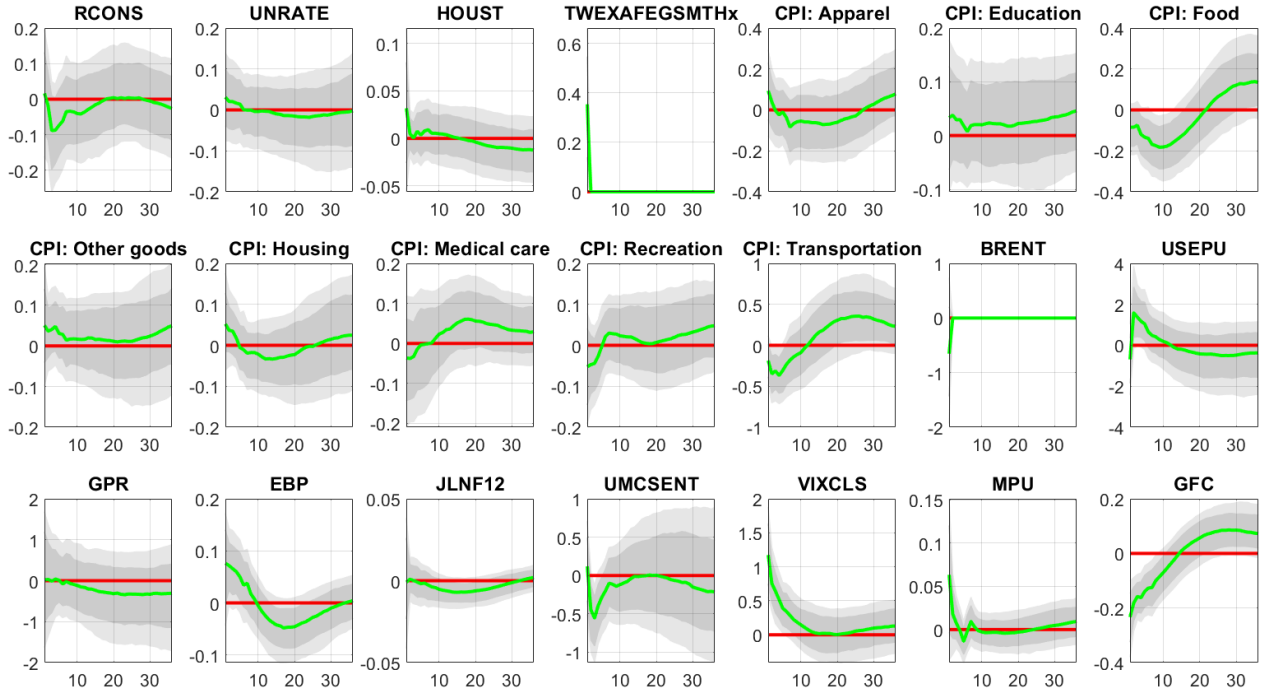 RCONS UNRATE HOUST TWEXAFEGSMTHx CPI: Apparel CPI: Education CPI: Food
0.2 0.2 0.1 0.6 0.4 0.2 0.4
0.1 0.1 0.05 0.4 0.2 0.1 0.2
0 0 0 0.2 0 0 0
-0.1 -0.1 -0.05 0 -0.2 -0.1 -0.2
-0.2 -0.2 -0.4 -0.4
10 20 30 10 20 30 10 20 30 10 20 30 10 20 30 10 20 30 10 20 30
CPI: Other goods CPI: Housing CPI: Medical care CPI: Recreation CPI: Transportation BRENT USEPU
0.2 0.2 0.2 0.2 1 1 4
0.1 0.1 0.1 0.1 0.5 0 2
0 0 0 0 0 -1 0
-0.1 -0.1 -0.1 -0.1 -0.5 -2 -2
-0.2 -0.2 -0.2 -0.2 -1 -4
10 20 30 10 20 30 10 20 30 10 20 30 10 20 30 10 20 30 10 20 30
GPR EBP JLNF12 UMCSENT VIXCLS MPU GFC
2 0.2 0.05 1 2 0.15 0.2
1 0.1 0 0.5 1.5 0.1 0
0 0 -0.05 0 1 0.05 -0.2
-1 -0.1 -0.5 0.5 0 -0.4
-2 -1 0
10 20 30 10 20 30 10 20 30 10 20 30 10 20 30 10 20 30 10 20 30